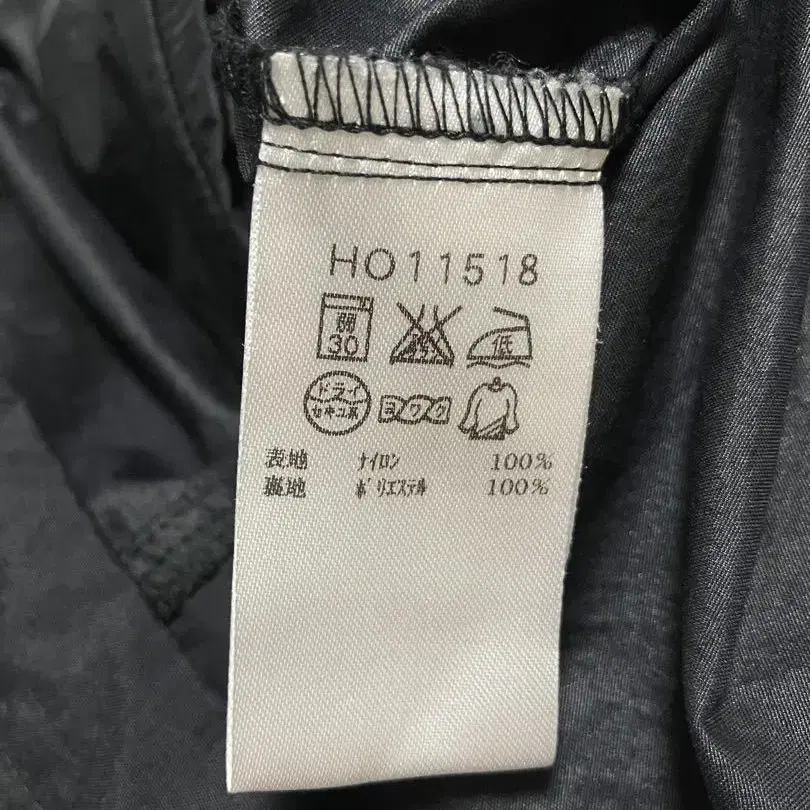 HO11518
弱 30 低
ドライ セキユ系 ヨワク
表地 ナイロン 100%
裏地 ポリエステル 100%